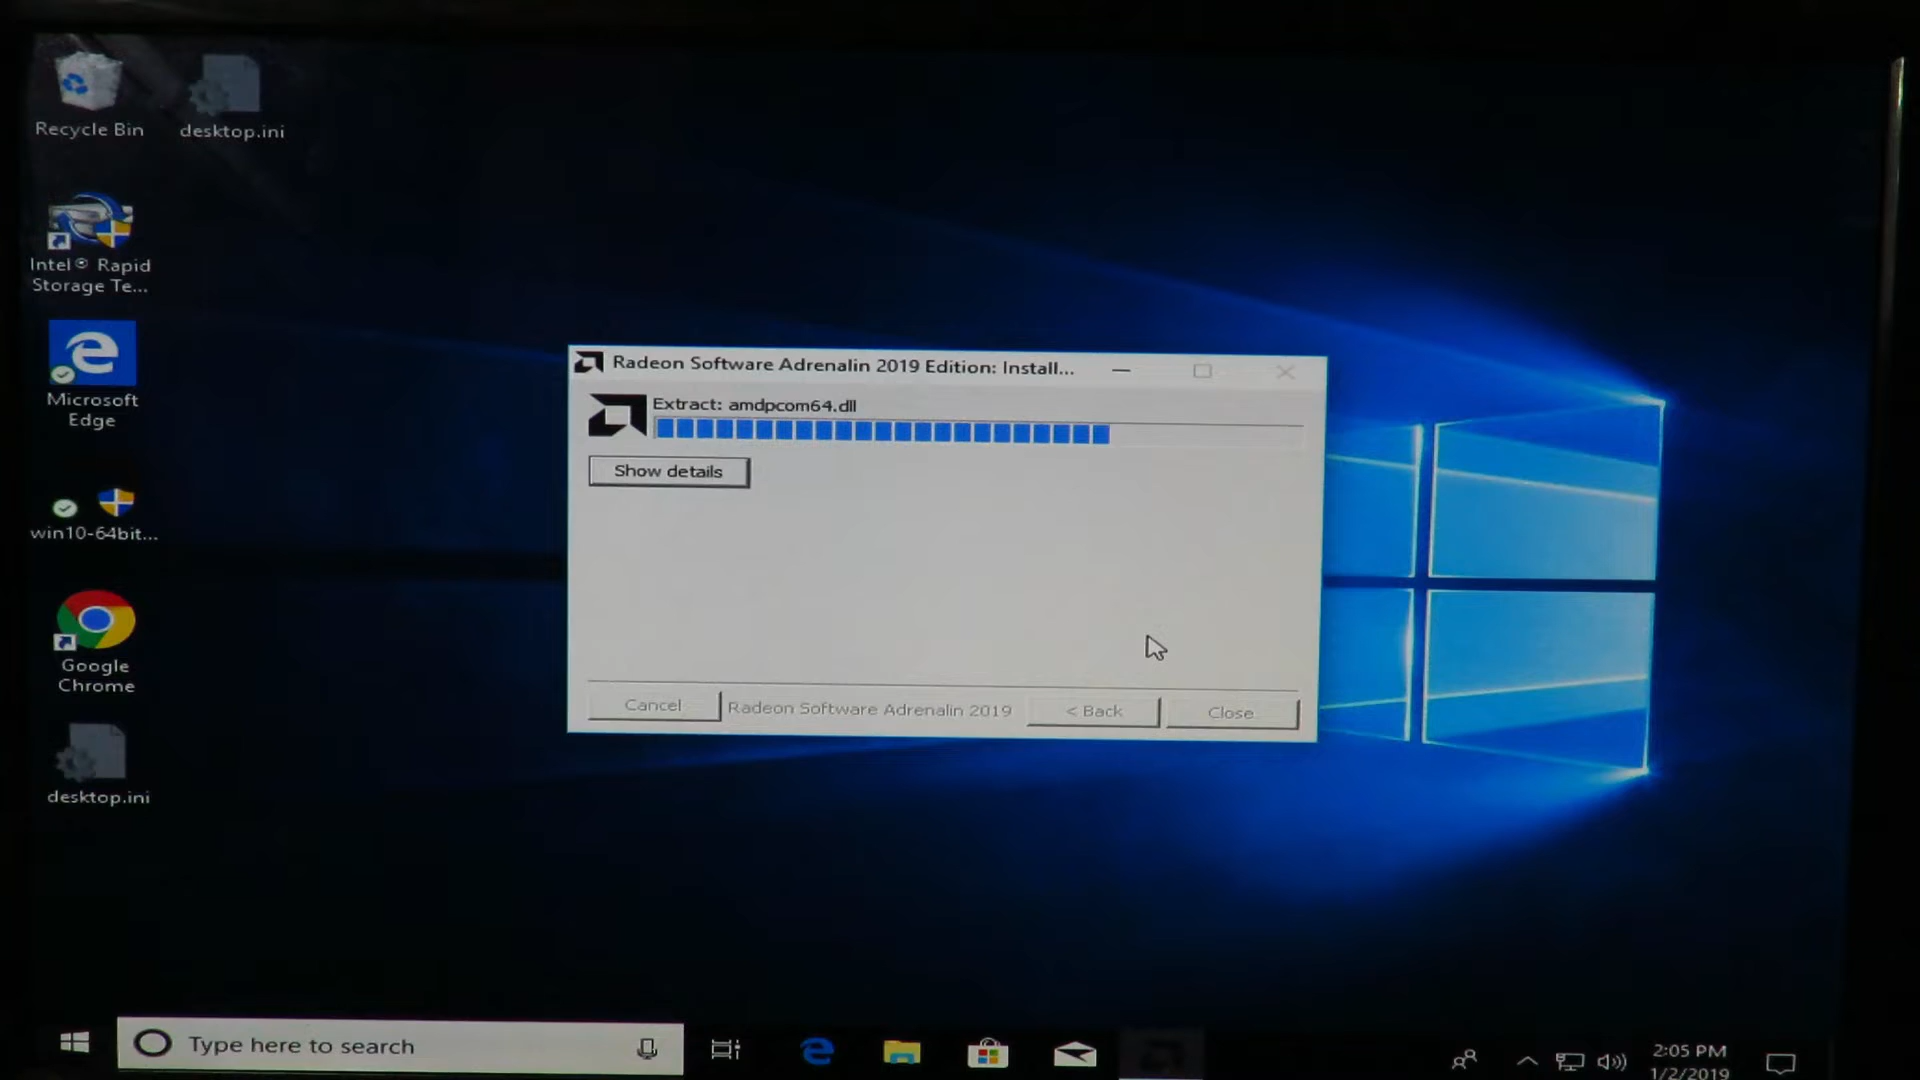 Recycle Bin
desktop.ini
Intel® Rapid
Storage Te...
Microsoft
Edge
win10-64bit...
Google
Chrome
desktop.ini
Radeon Software Adrenalin 2019 Edition: Install...
Extract: amdpcom64.dll
Show details
Cancel
Radeon Software Adrenalin 2019
< Back
Close
Type here to search
2:05 PM
1/2/2019